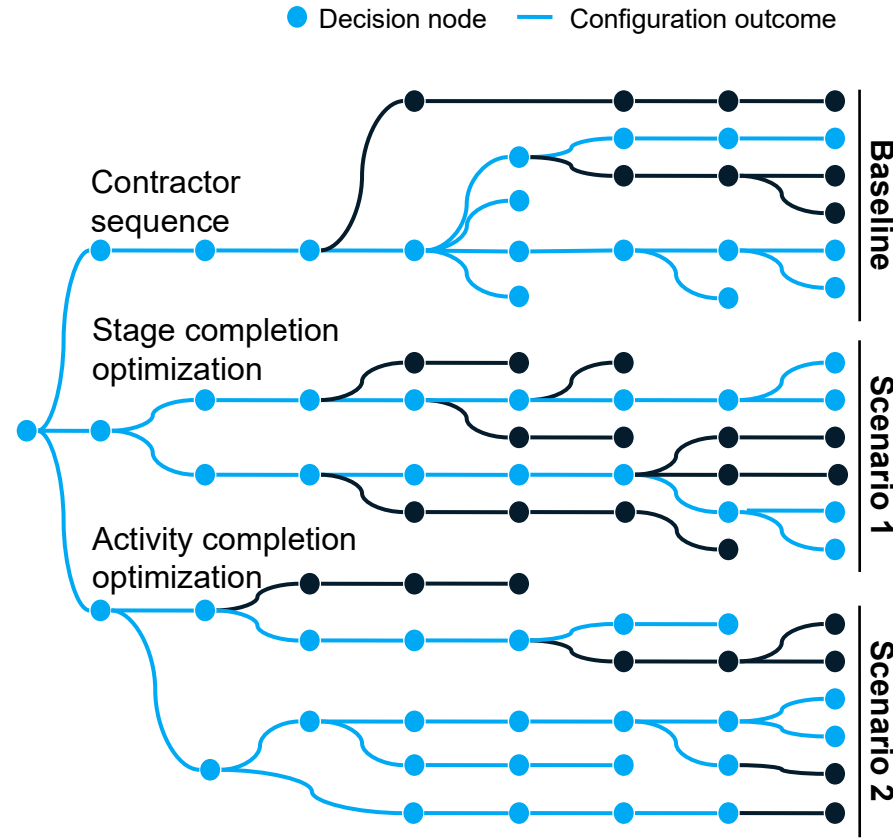 Decision node
Configuration outcome
Contractor
sequence
Baseline
Stage completion
optimization
Scenario 1
Activity completion
optimization
Scenario 2